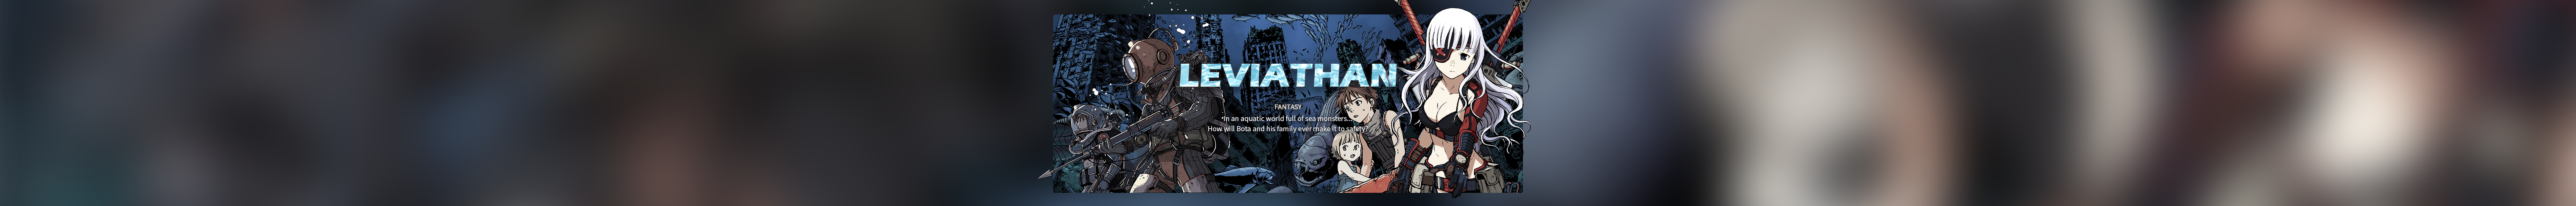 LEVIATHAN
FANTASY
"In an aquatic world full of sea monsters...
How will Bota and his family ever make it to safety?"